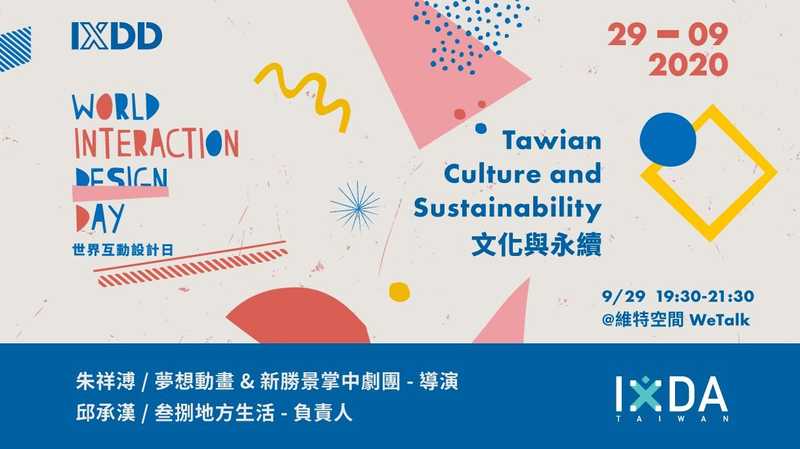 IXDD
29 – 09
2020
WORLD
INTERACTION
DESIGN
DAY
世界互動設計日
Tawian
Culture and
Sustainability
文化與永續
9/29 19:30-21:30
@維特空間 WeTalk
朱祥溥 / 夢想動畫 & 新勝景掌中劇團 - 導演
邱承漢 / 叁捌地方生活 - 負責人
IXDA
TAIWAN